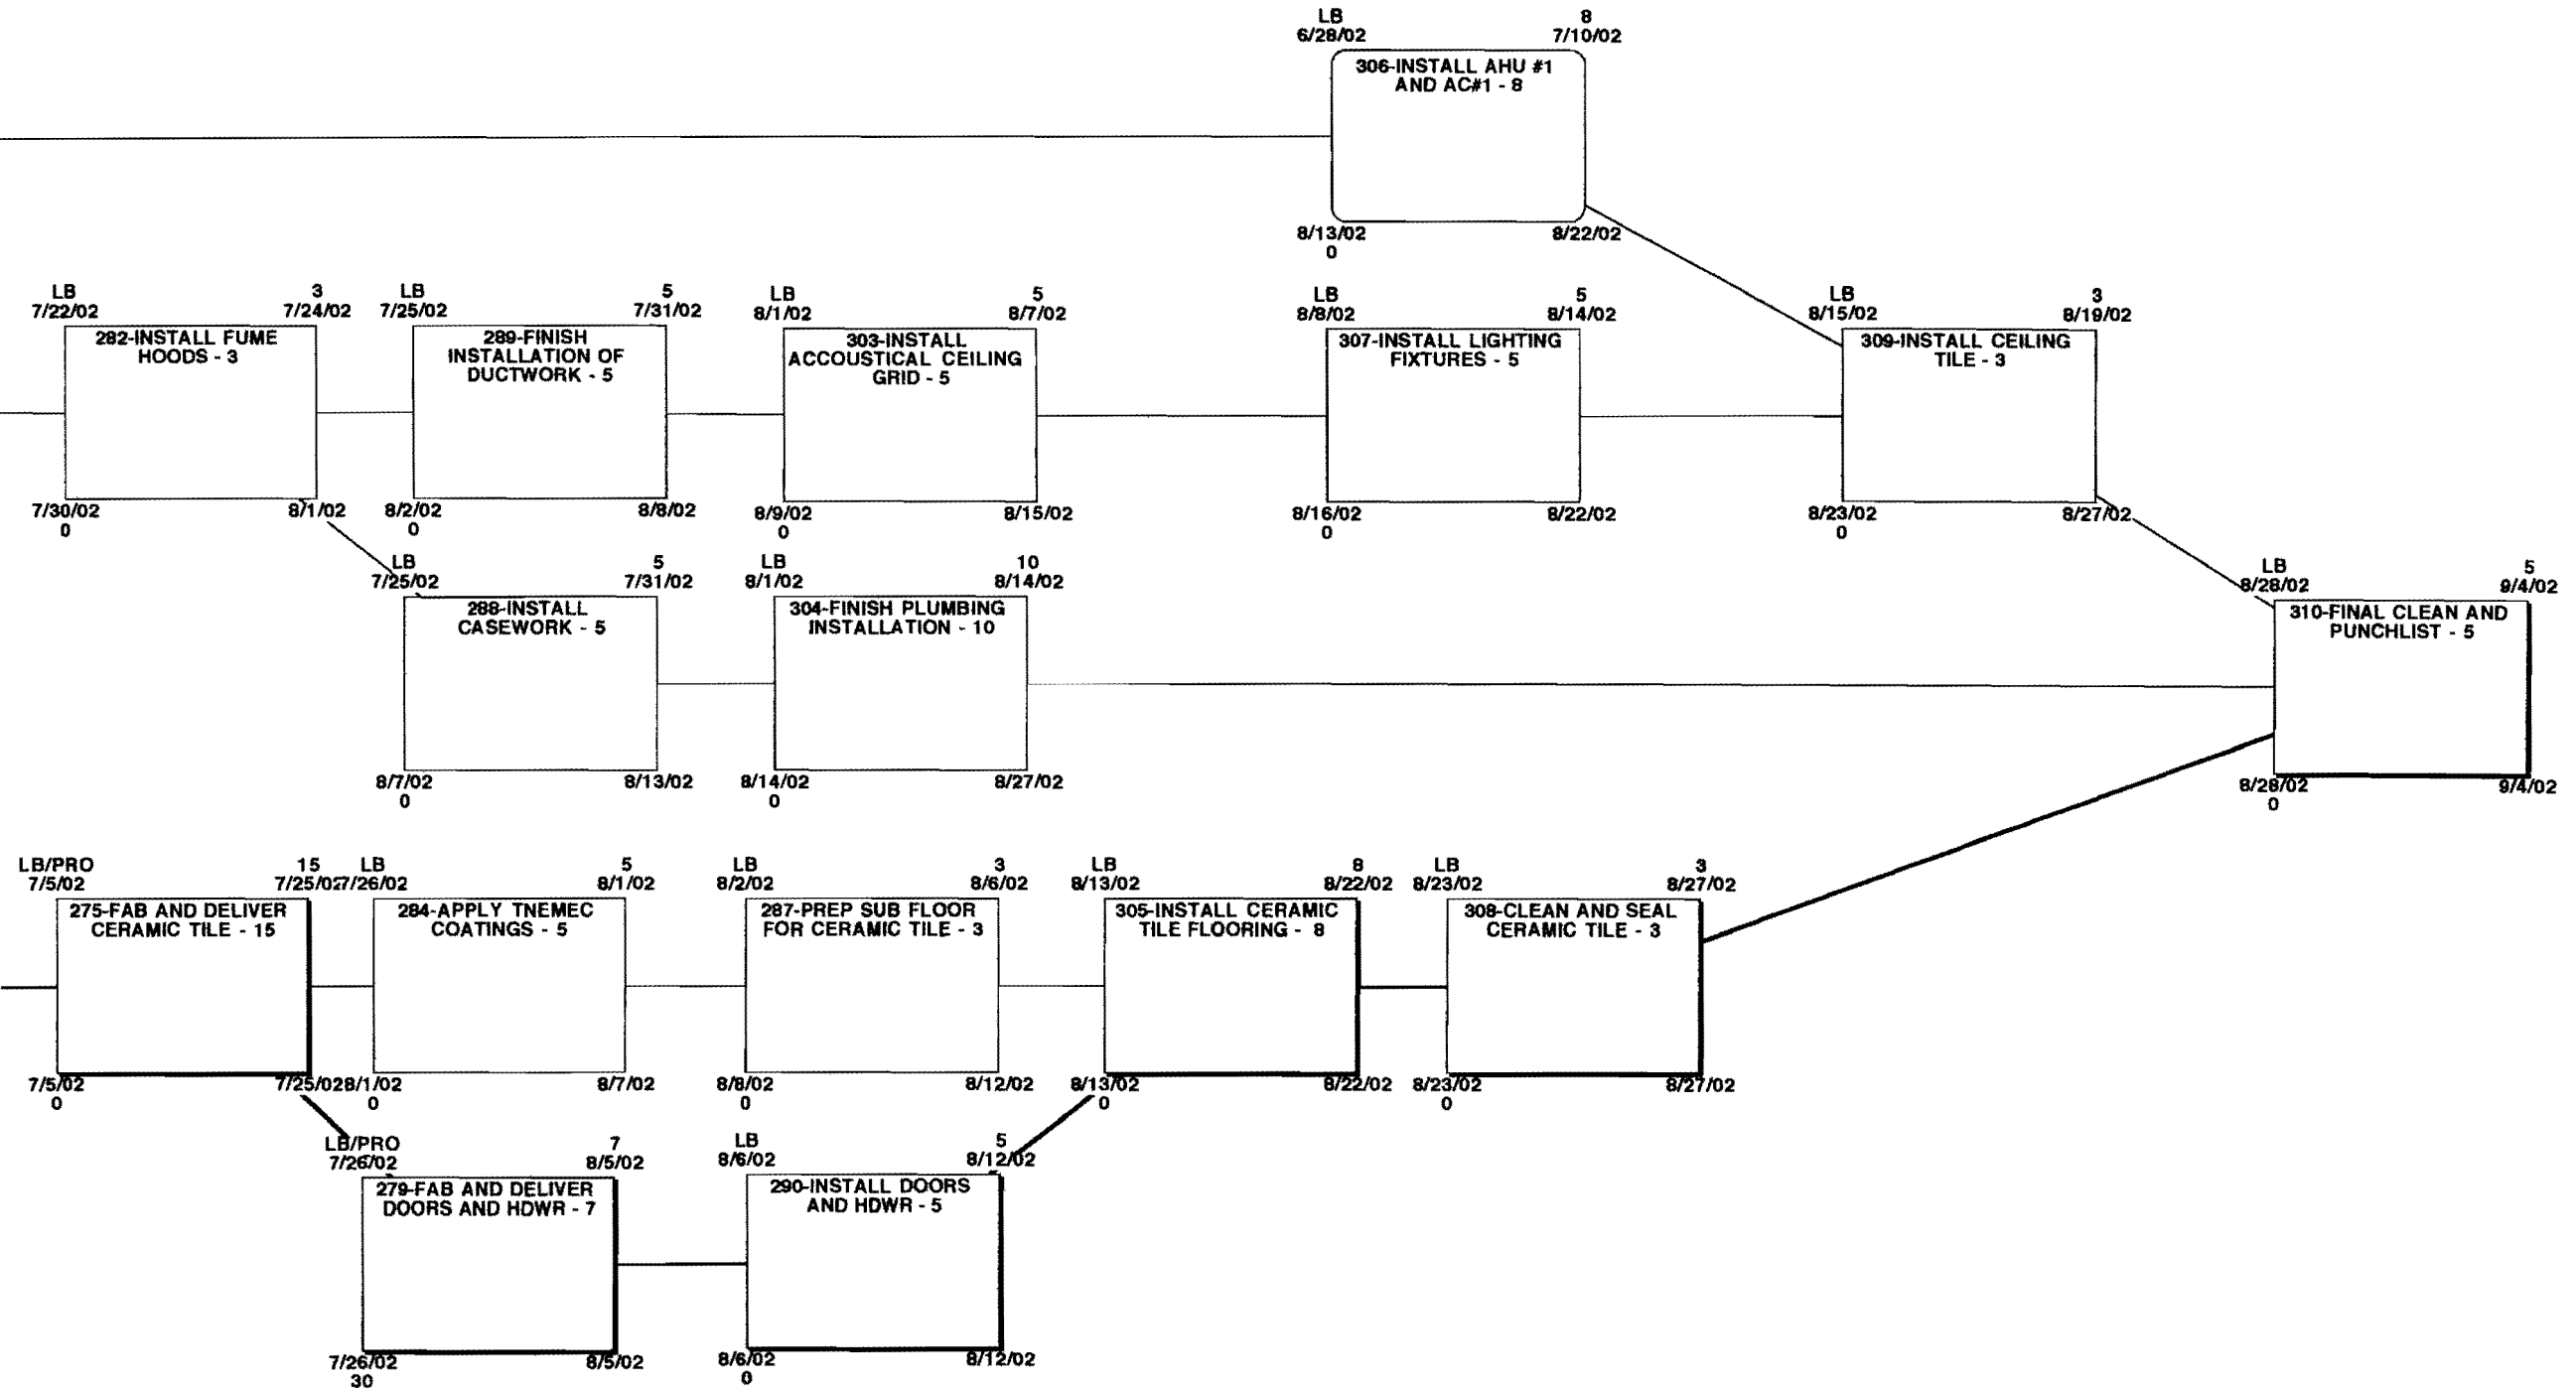 LB 8
6/28/02 7/10/02
306-INSTALL AHU #1
AND AC#1 - 8
8/13/02 8/22/02
0
LB 3
7/22/02 7/24/02
282-INSTALL FUME
HOODS - 3
7/30/02 8/1/02
0
LB 5
7/25/02 7/31/02
289-FINISH
INSTALLATION OF
DUCTWORK - 5
8/2/02 8/8/02
0
LB 5
8/1/02 8/7/02
303-INSTALL
ACCOUSTICAL CEILING
GRID - 5
8/9/02 8/15/02
0
LB 5
8/8/02 8/14/02
307-INSTALL LIGHTING
FIXTURES - 5
8/16/02 8/22/02
0
LB 3
8/15/02 8/19/02
309-INSTALL CEILING
TILE - 3
8/23/02 8/27/02
0
LB 5
7/25/02 7/31/02
288-INSTALL
CASEWORK - 5
8/7/02 8/13/02
0
LB 10
8/1/02 8/14/02
304-FINISH PLUMBING
INSTALLATION - 10
8/14/02 8/27/02
0
LB 5
8/28/02 9/4/02
310-FINAL CLEAN AND
PUNCHLIST - 5
8/28/02 9/4/02
0
LB/PRO 15
7/5/02 7/25/02
275-FAB AND DELIVER
CERAMIC TILE - 15
7/5/02 7/25/02
0
LB 5
7/26/02 8/1/02
284-APPLY TNEMEC
COATINGS - 5
8/1/02 8/7/02
0
LB 3
8/2/02 8/6/02
287-PREP SUB FLOOR
FOR CERAMIC TILE - 3
8/8/02 8/12/02
0
LB 8
8/13/02 8/22/02
305-INSTALL CERAMIC
TILE FLOORING - 8
8/13/02 8/22/02
0
LB 3
8/23/02 8/27/02
308-CLEAN AND SEAL
CERAMIC TILE - 3
8/23/02 8/27/02
0
LB/PRO 7
7/26/02 8/5/02
279-FAB AND DELIVER
DOORS AND HDWR - 7
7/26/02 8/5/02
30
LB 5
8/6/02 8/12/02
290-INSTALL DOORS
AND HDWR - 5
8/6/02 8/12/02
0